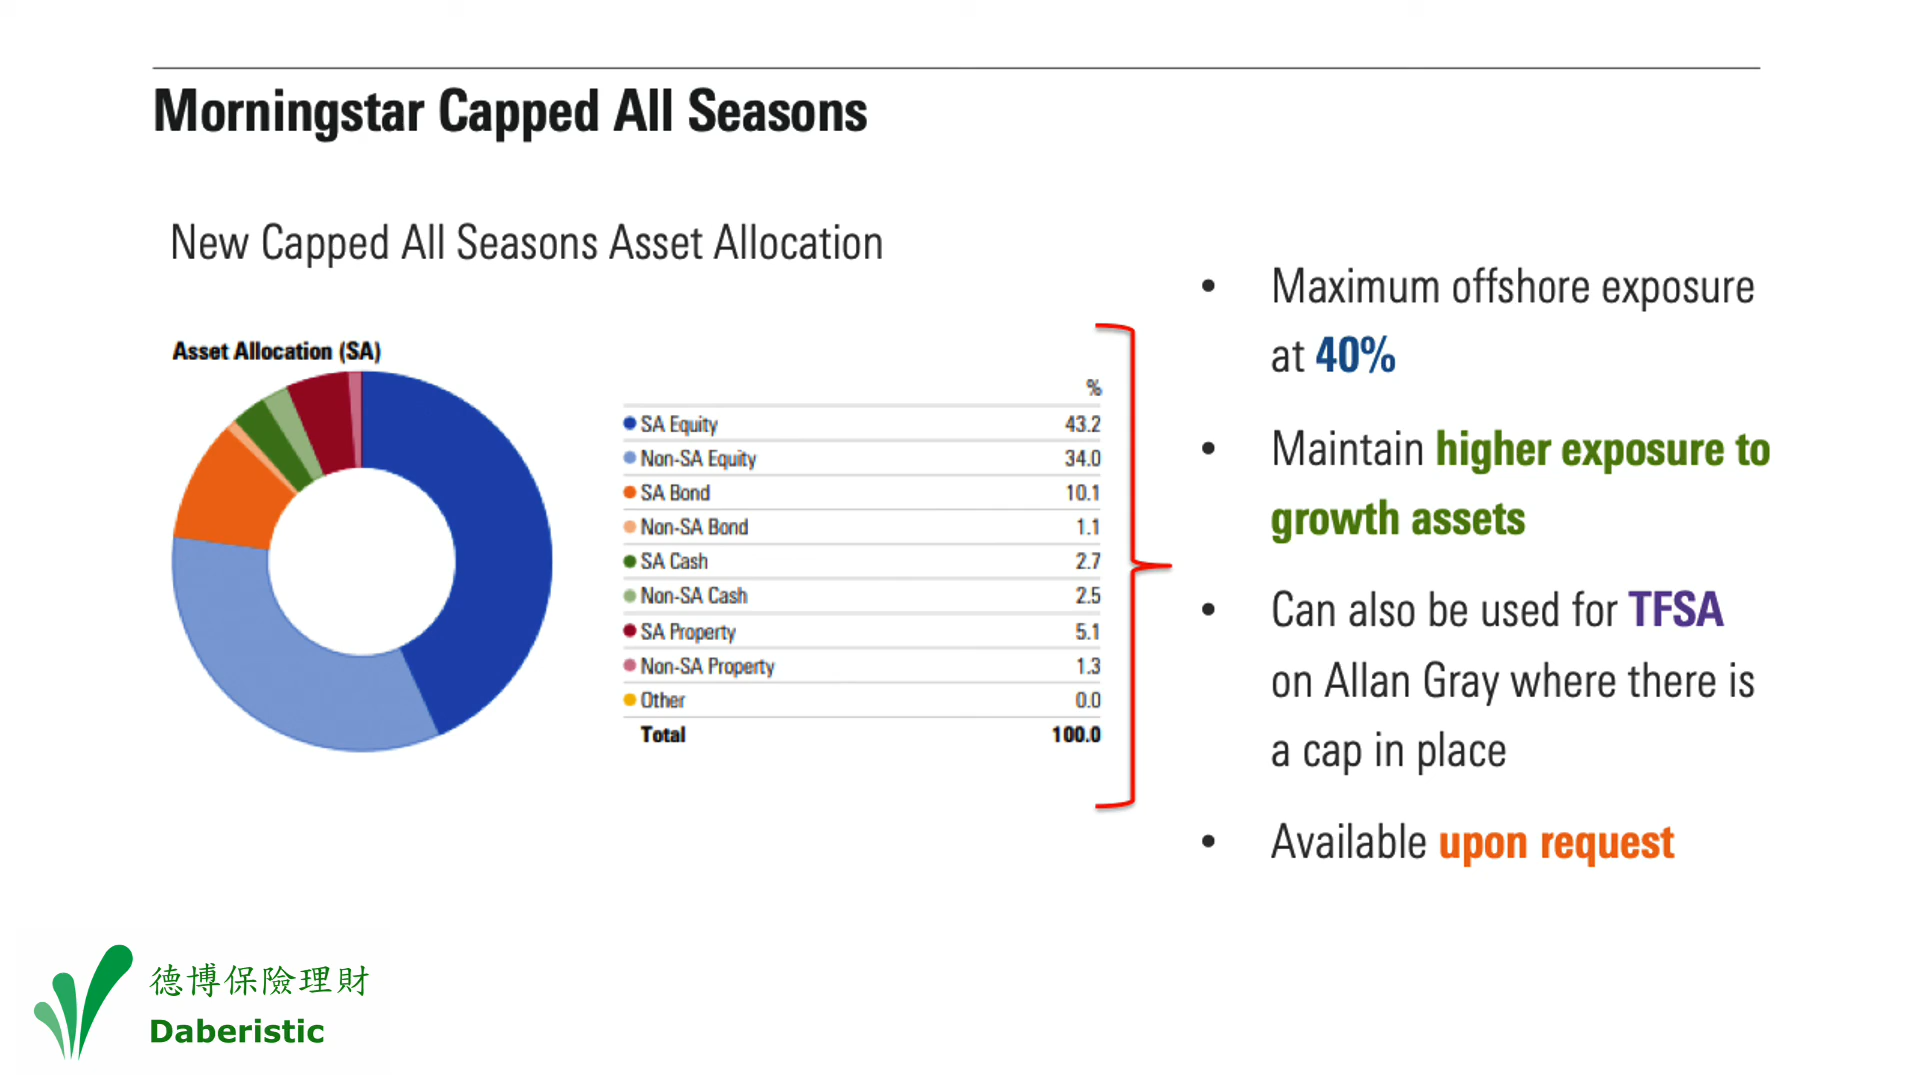 Morningstar Capped All Seasons
New Capped All Seasons Asset Allocation
Asset Allocation (SA)
%
SA Equity 43.2
Non-SA Equity 34.0
SA Bond 10.1
Non-SA Bond 1.1
SA Cash 2.7
Non-SA Cash 2.5
SA Property 5.1
Non-SA Property 1.3
Other 0.0
Total 100.0
• Maximum offshore exposure
at 40%
• Maintain higher exposure to
growth assets
• Can also be used for TFSA
on Allan Gray where there is
a cap in place
• Available upon request
德博保險理財
Daberistic